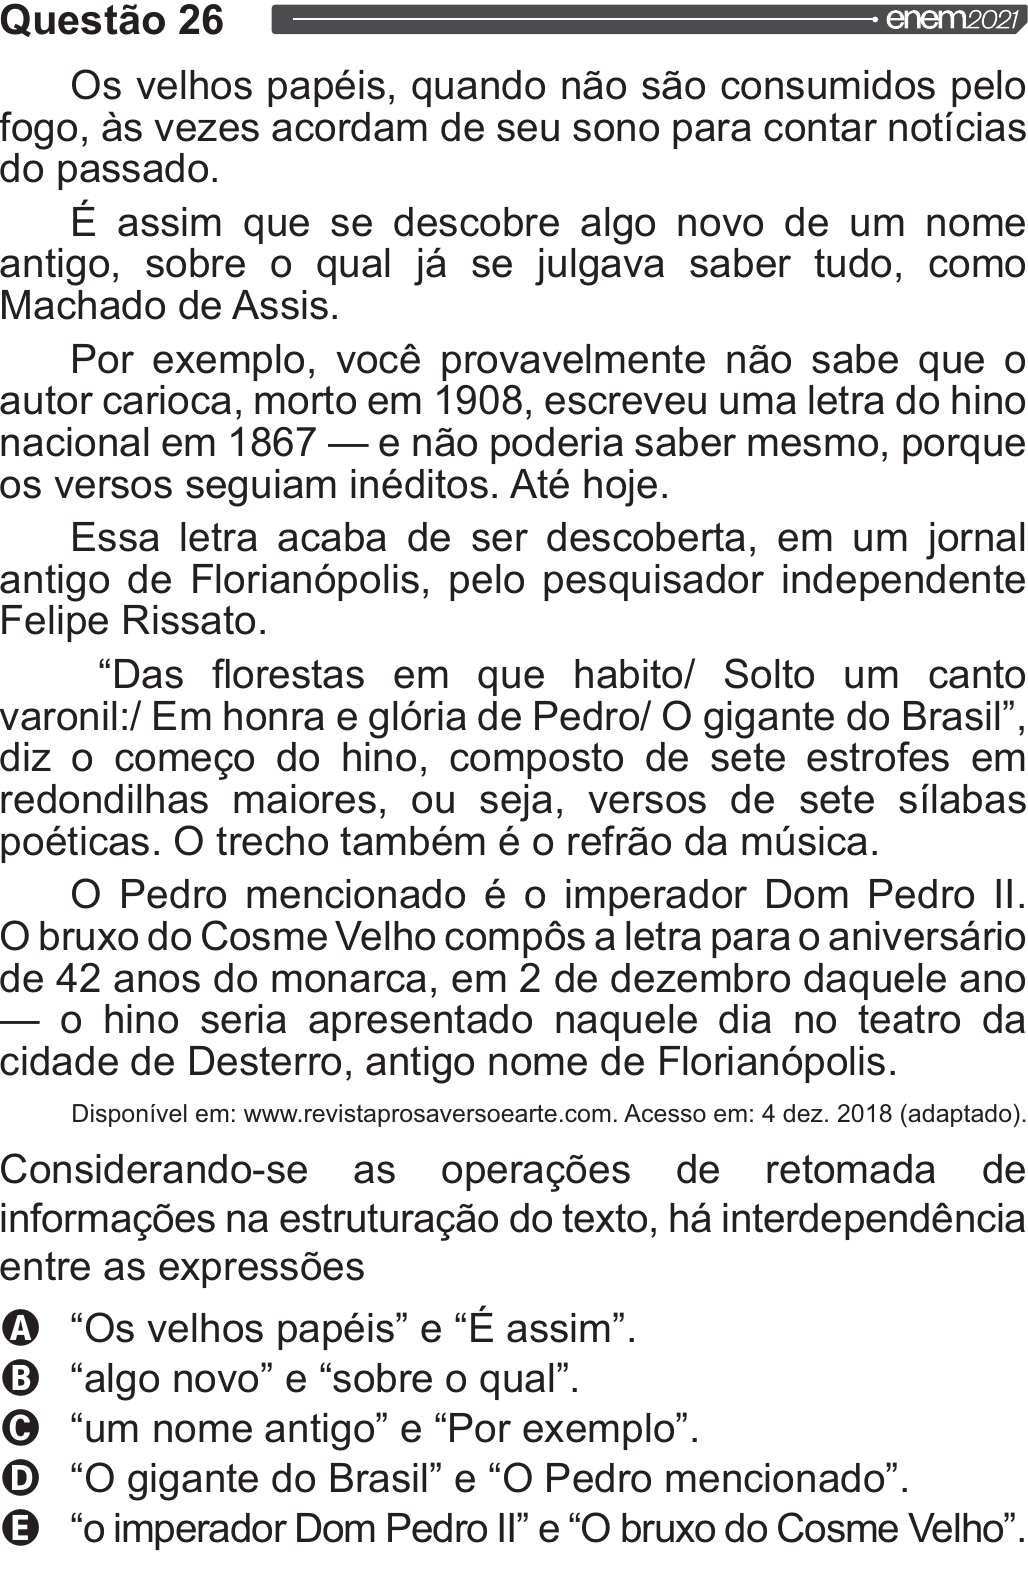 Questão 26
enem2021
Os velhos papéis, quando não são consumidos pelo
fogo, às vezes acordam de seu sono para contar notícias
do passado.
É assim que se descobre algo novo de um nome
antigo, sobre o qual já se julgava saber tudo, como
Machado de Assis.
Por exemplo, você provavelmente não sabe que o
autor carioca, morto em 1908, escreveu uma letra do hino
nacional em 1867 — e não poderia saber mesmo, porque
os versos seguiam inéditos. Até hoje.
Essa letra acaba de ser descoberta, em um jornal
antigo de Florianópolis, pelo pesquisador independente
Felipe Rissato.
“Das florestas em que habito/ Solto um canto
varonil:/ Em honra e glória de Pedro/ O gigante do Brasil”,
diz o começo do hino, composto de sete estrofes em
redondilhas maiores, ou seja, versos de sete sílabas
poéticas. O trecho também é o refrão da música.
O Pedro mencionado é o imperador Dom Pedro II.
O bruxo do Cosme Velho compôs a letra para o aniversário
de 42 anos do monarca, em 2 de dezembro daquele ano
— o hino seria apresentado naquele dia no teatro da
cidade de Desterro, antigo nome de Florianópolis.
Disponível em: www.revistaprosaversoearte.com. Acesso em: 4 dez. 2018 (adaptado).
Considerando-se as operações de retomada de
informações na estruturação do texto, há interdependência
entre as expressões
A “Os velhos papéis” e “É assim”.
B “algo novo” e “sobre o qual”.
C “um nome antigo” e “Por exemplo”.
D “O gigante do Brasil” e “O Pedro mencionado”.
E “o imperador Dom Pedro II” e “O bruxo do Cosme Velho”.